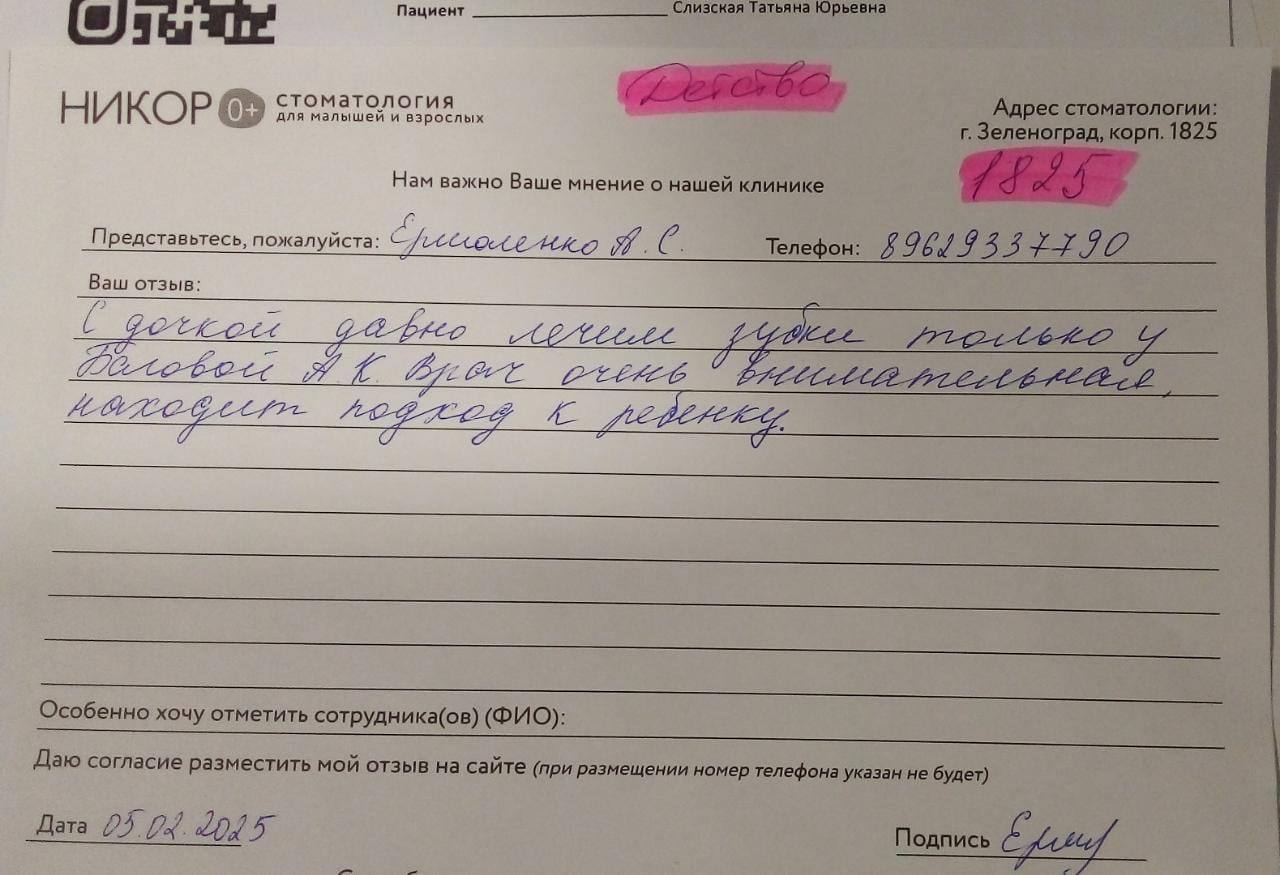 Пациент Слизская Татьяна Юрьевна
НИКОР 0+ стоматология
для малышей и взрослых
Детство
Адрес стоматологии:
г. Зеленоград, корп. 1825
1825
Нам важно Ваше мнение о нашей клинике
Представьтесь, пожалуйста: Ермоленко А. С. Телефон: 89629337790
Ваш отзыв:
С дочкой давно лечим зубки только у
Баловой А.К. Врач очень внимательная,
находит подход к ребенку.
Особенно хочу отметить сотрудника(ов) (ФИО):
Даю согласие разместить мой отзыв на сайте (при размещении номер телефона указан не будет)
Дата 05.02.2025
Подпись